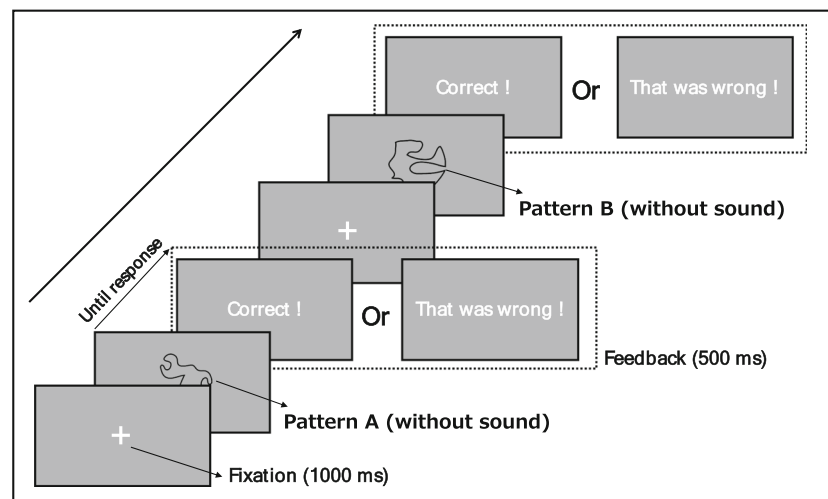 Correct !
Or
That was wrong !
Pattern B (without sound)
+
Until response
Correct !
Or
That was wrong !
Feedback (500 ms)
Pattern A (without sound)
+
Fixation (1000 ms)